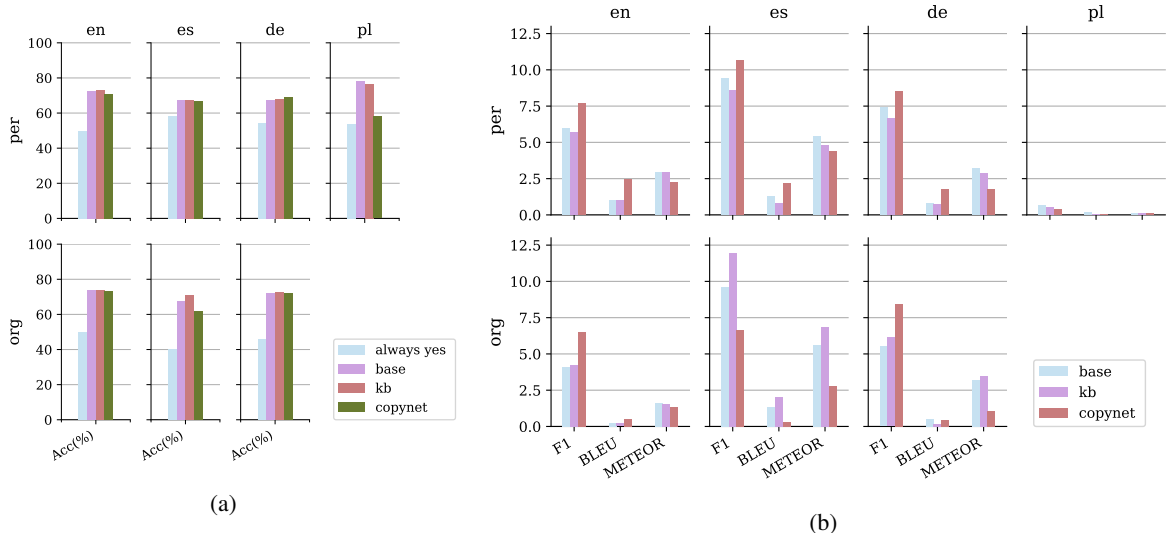 en es de pl
100
80
60
40
20
0
per
100
80
60
40
20
0
org
Acc(%) Acc(%) Acc(%)
always yes
base
kb
copynet
(a)
en es de pl
12.5
10.0
7.5
5.0
2.5
0.0
per
12.5
10.0
7.5
5.0
2.5
0.0
org
F1 BLEU METEOR F1 BLEU METEOR F1 BLEU METEOR
base
kb
copynet
(b)